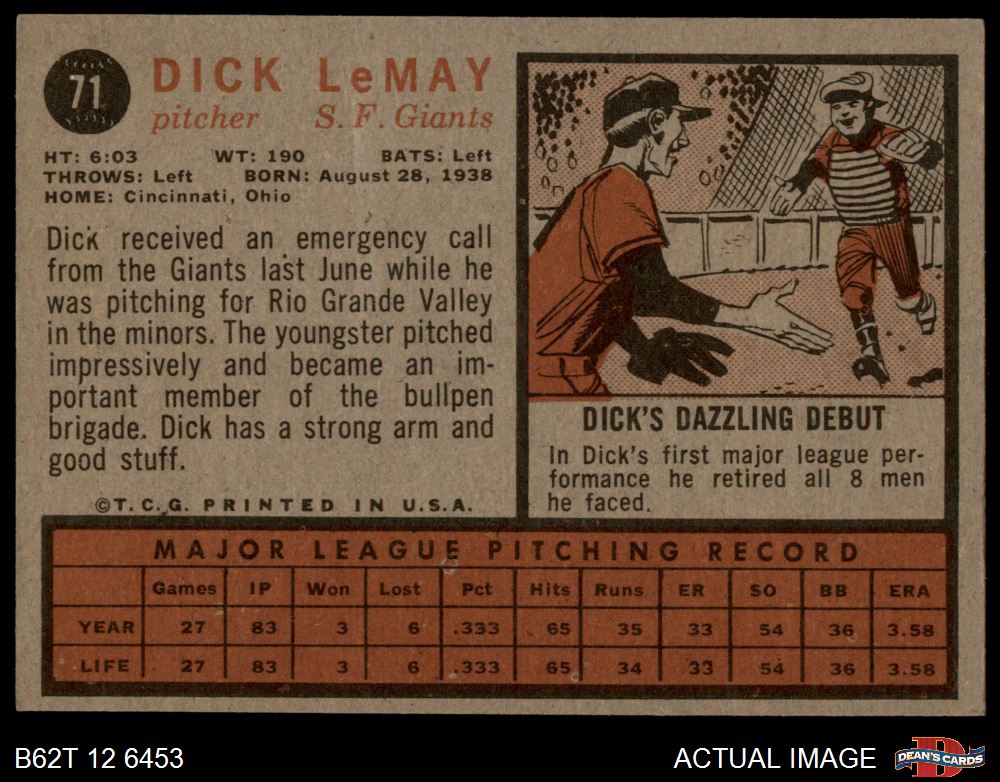 71
DICK LeMAY
pitcher S. F. Giants
HT: 6:03 WT: 190 BATS: Left
THROWS: Left BORN: August 28, 1938
HOME: Cincinnati, Ohio
Dick received an emergency call
from the Giants last June while he
was pitching for Rio Grande Valley
in the minors. The youngster pitched
impressively and became an im-
portant member of the bullpen
brigade. Dick has a strong arm and
good stuff.
©T.C.G. PRINTED IN U.S.A.
DICK'S DAZZLING DEBUT
In Dick's first major league per-
formance he retired all 8 men
he faced.
MAJOR LEAGUE PITCHING RECORD
Games IP Won Lost Pct Hits Runs ER SO BB ERA
YEAR 27 83 3 6 .333 65 35 33 54 36 3.58
LIFE 27 83 3 6 .333 65 34 33 54 36 3.58
B62T 12 6453 ACTUAL IMAGE
D
DEAN'S CARDS